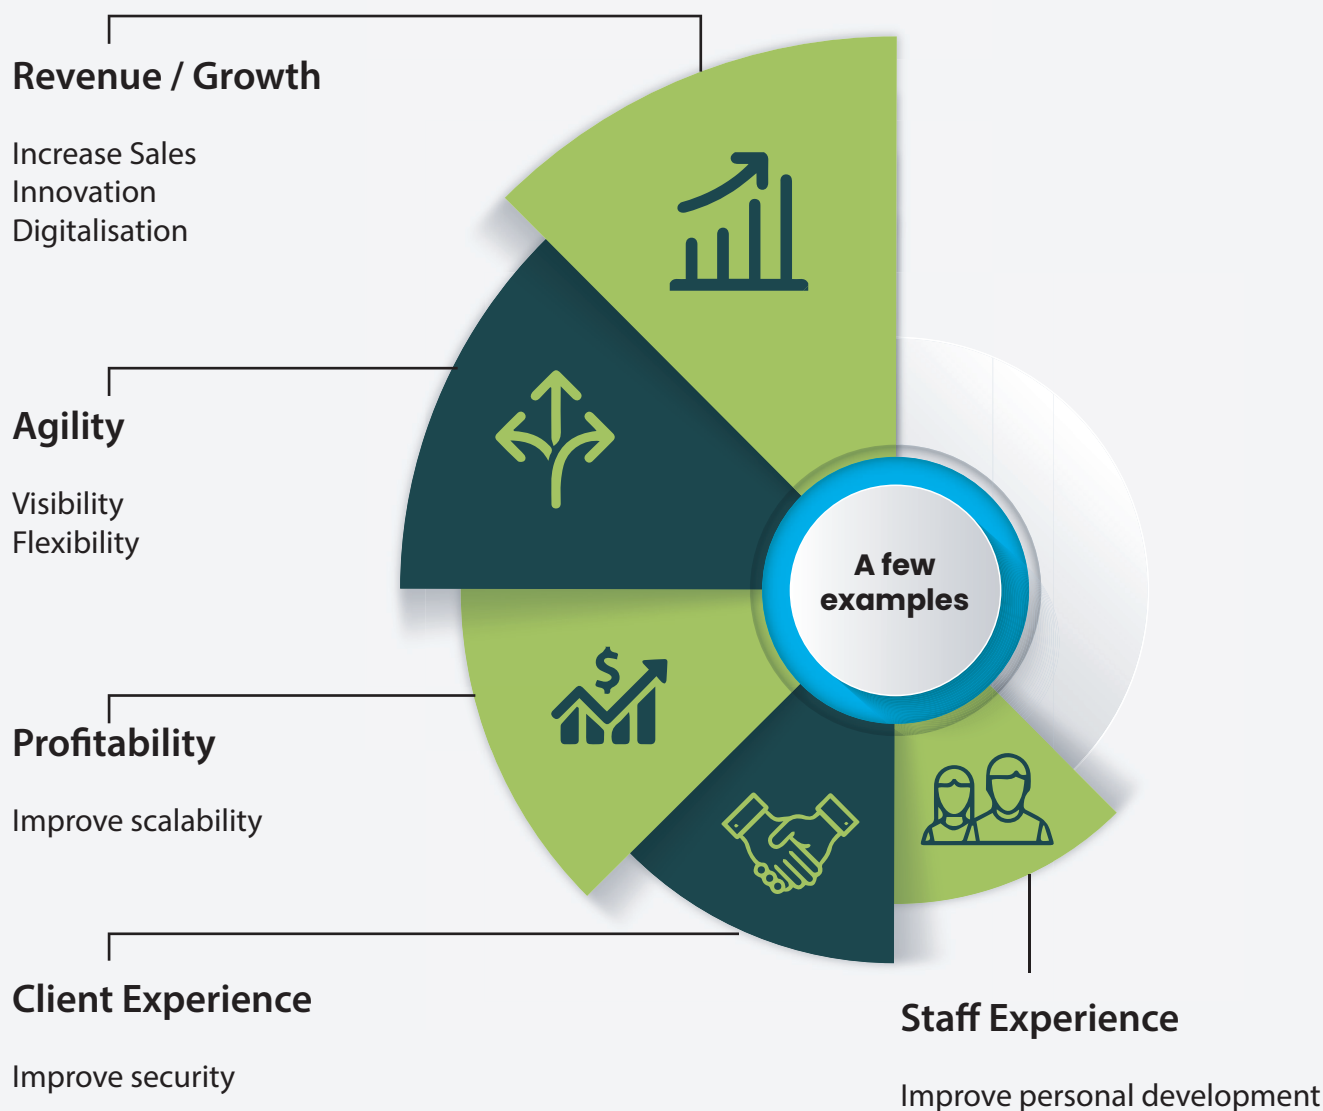 Revenue / Growth
Increase Sales
Innovation
Digitalisation
Agility
Visibility
Flexibility
Profitability
Improve scalability
Client Experience
Improve security
A few
examples
Staff Experience
Improve personal development